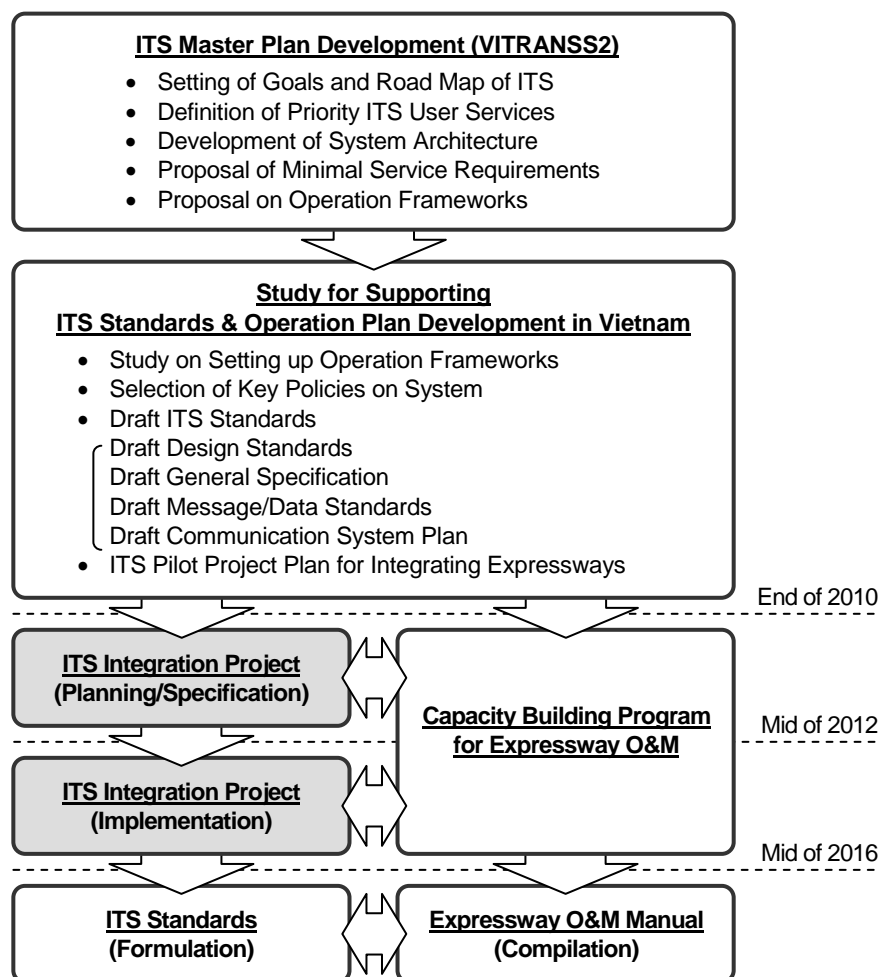 ITS Master Plan Development (VITRANSS2)
• Setting of Goals and Road Map of ITS
• Definition of Priority ITS User Services
• Development of System Architecture
• Proposal of Minimal Service Requirements
• Proposal on Operation Frameworks
Study for Supporting
ITS Standards & Operation Plan Development in Vietnam
• Study on Setting up Operation Frameworks
• Selection of Key Policies on System
• Draft ITS Standards
Draft Design Standards
Draft General Specification
Draft Message/Data Standards
Draft Communication System Plan
• ITS Pilot Project Plan for Integrating Expressways
End of 2010
ITS Integration Project
(Planning/Specification)
Capacity Building Program
for Expressway O&M
Mid of 2012
ITS Integration Project
(Implementation)
Mid of 2016
ITS Standards
(Formulation)
Expressway O&M Manual
(Compilation)